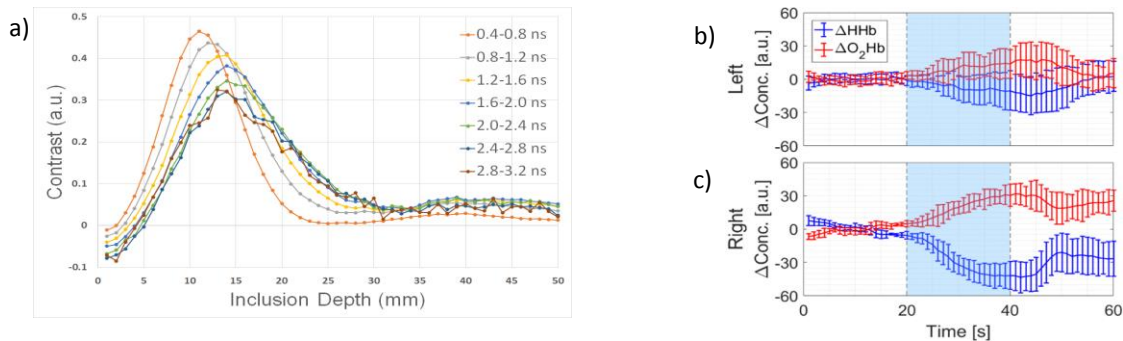 a)
Contrast (a.u.)
0.5
0.4
0.3
0.2
0.1
0
-0.1
0.4-0.8 ns
0.8-1.2 ns
1.2-1.6 ns
1.6-2.0 ns
2.0-2.4 ns
2.4-2.8 ns
2.8-3.2 ns
0 5 10 15 20 25 30 35 40 45 50
Inclusion Depth (mm)
b)
Left
ΔConc. [a.u.]
60
30
0
-30
-60
ΔHHb
ΔO₂Hb
c)
Right
ΔConc. [a.u.]
60
30
0
-30
-60
0 20 40 60
Time [s]